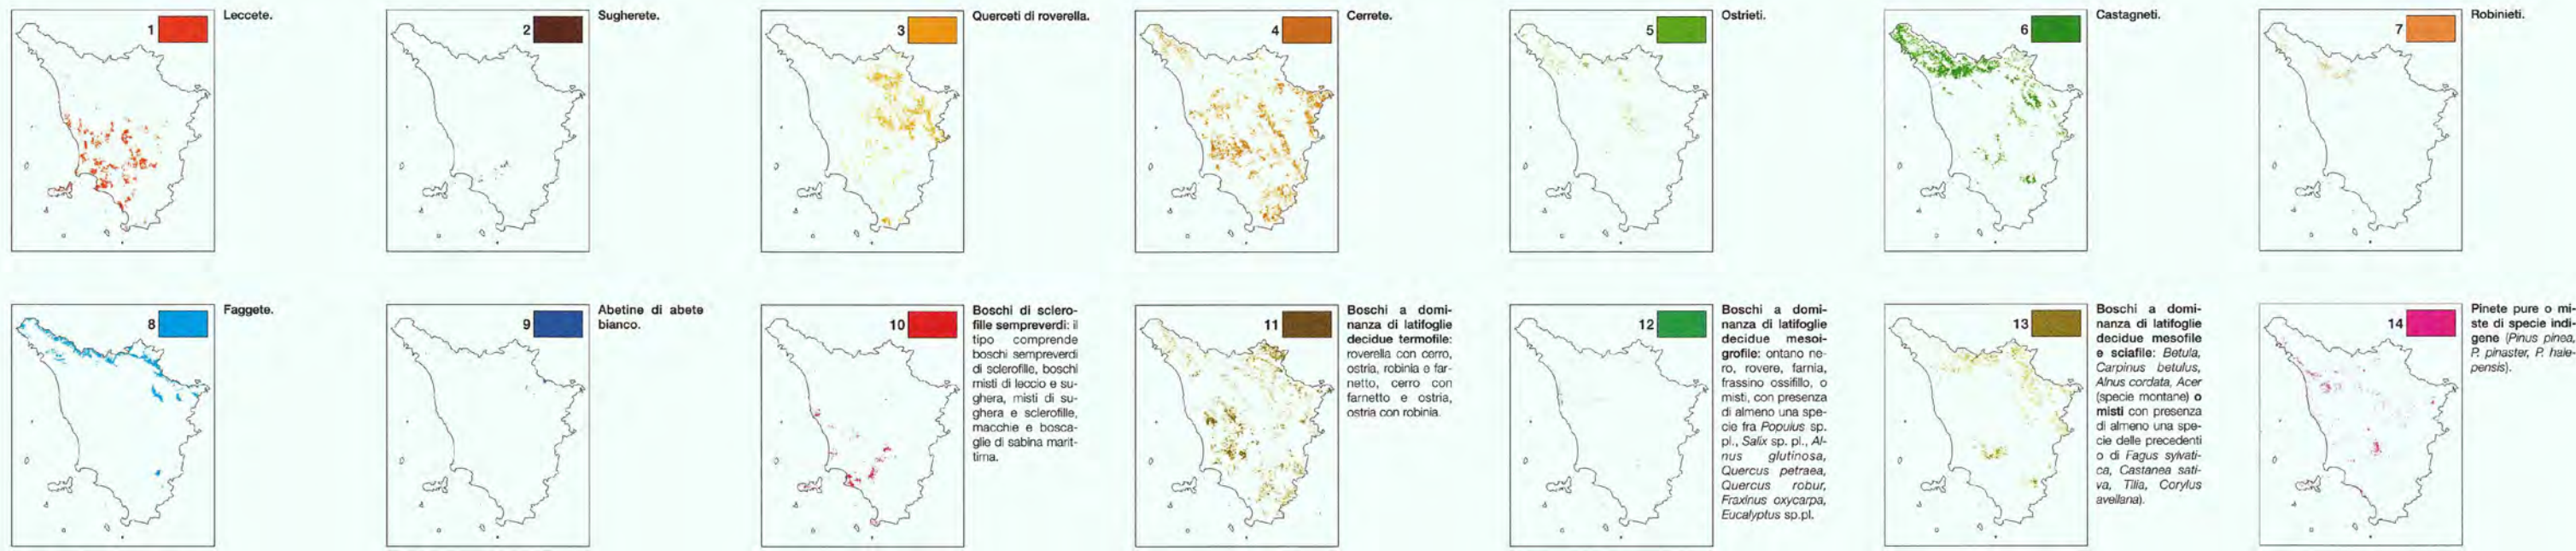 1
Leccete.
2
Sugherete.
3
Querceti di roverella.
4
Cerrete.
5
Ostrieti.
6
Castagneti.
7
Robinieti.
8
Faggete.
9
Abetine di abete
bianco.
10
Boschi di sclero-
fille sempreverdi: il
tipo comprende
boschi sempreverdi
di sclerofille, boschi
misti di leccio e su-
ghera, misti di su-
ghera e sclerofille,
macchie e bosca-
glie di sabina marit-
tima.
11
Boschi a domi-
nanza di latifoglie
decidue termofile:
roverella con cerro,
ostria, robinia e far-
netto, cerro con
farnetto e ostria,
ostria con robinia.
12
Boschi a domi-
nanza di latifoglie
decidue mesoi-
grofile: ontano ne-
ro, rovere, farnia,
frassino ossifillo, o
misti, con presenza
di almeno una spe-
cie fra Populus sp.
pl., Salix sp. pl., Al-
nus glutinosa,
Quercus petraea,
Quercus robur,
Fraxinus oxycarpa,
Eucalyptus sp.pl.
13
Boschi a domi-
nanza di latifoglie
decidue mesofile
e sciafile: Betula,
Carpinus betulus,
Alnus cordata, Acer
(specie montane) o
misti con presenza
di almeno una spe-
cie delle precedenti
o di Fagus sylvati-
ca, Castanea sati-
va, Tilia, Corylus
avellana).
14
Pinete pure o mi-
ste di specie indi-
gene (Pinus pinea,
P. pinaster, P. hale-
pensis).